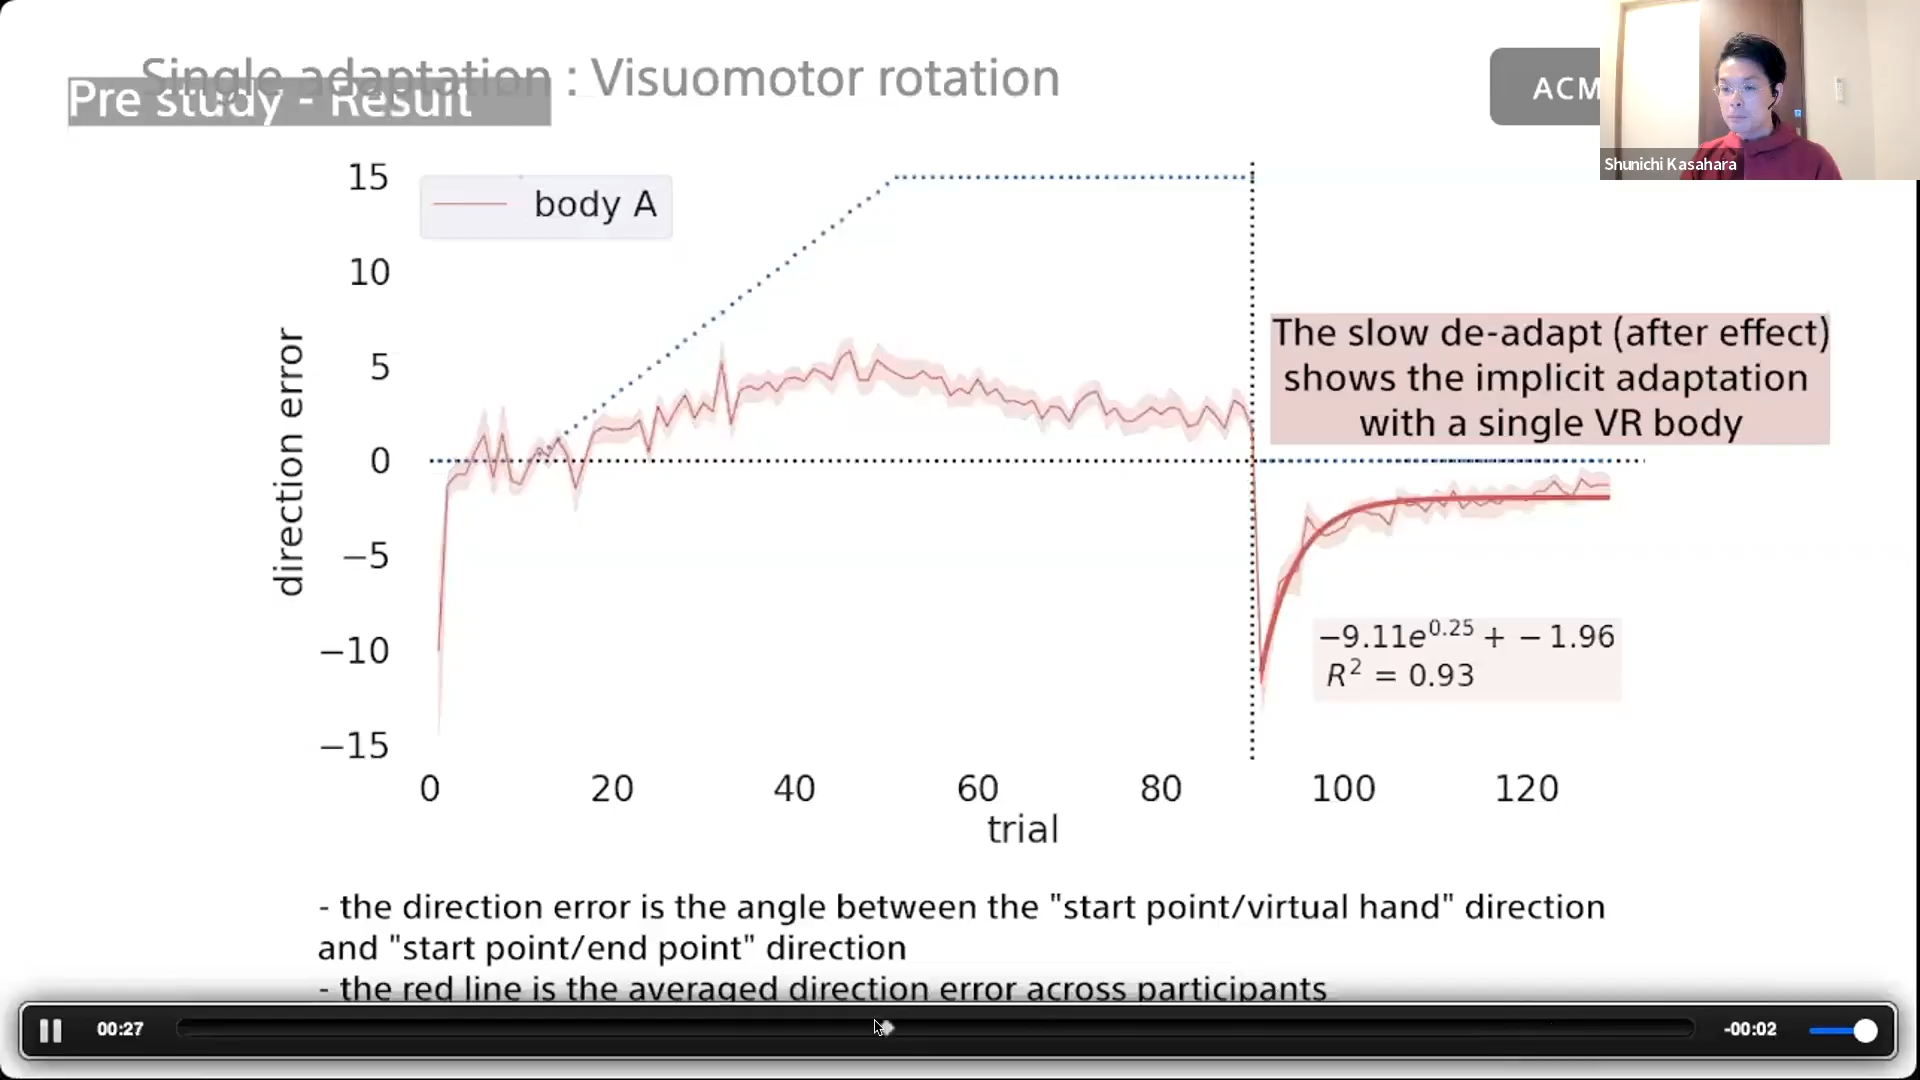 Single adaptation : Visuomotor rotation
Pre study - Result
ACM
Shunichi Kasahara
15
body A
10
5
0
−5
−10
−15
direction error
The slow de-adapt (after effect)
shows the implicit adaptation
with a single VR body
−9.11e^0.25 + − 1.96
R² = 0.93
0 20 40 60 80 100 120
trial
- the direction error is the angle between the "start point/virtual hand" direction
and "start point/end point" direction
- the red line is the averaged direction error across participants
00:27
-00:02